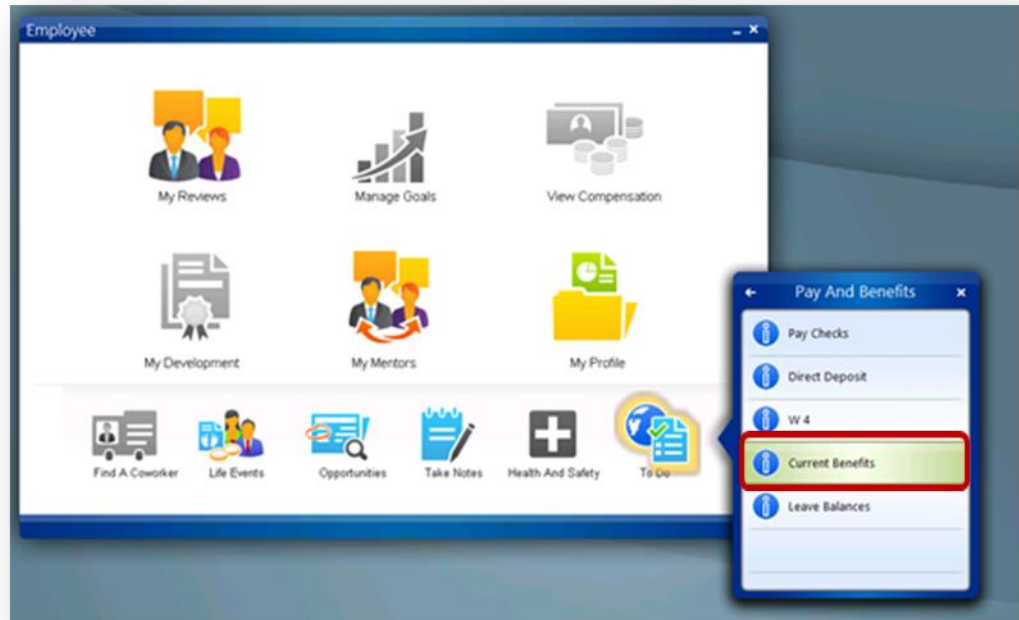 Employee
My Reviews
Manage Goals
View Compensation
My Development
My Mentors
My Profile
Find A Coworker
Life Events
Opportunities
Take Notes
Health And Safety
To Do
Pay And Benefits
Pay Checks
Direct Deposit
W 4
Current Benefits
Leave Balances